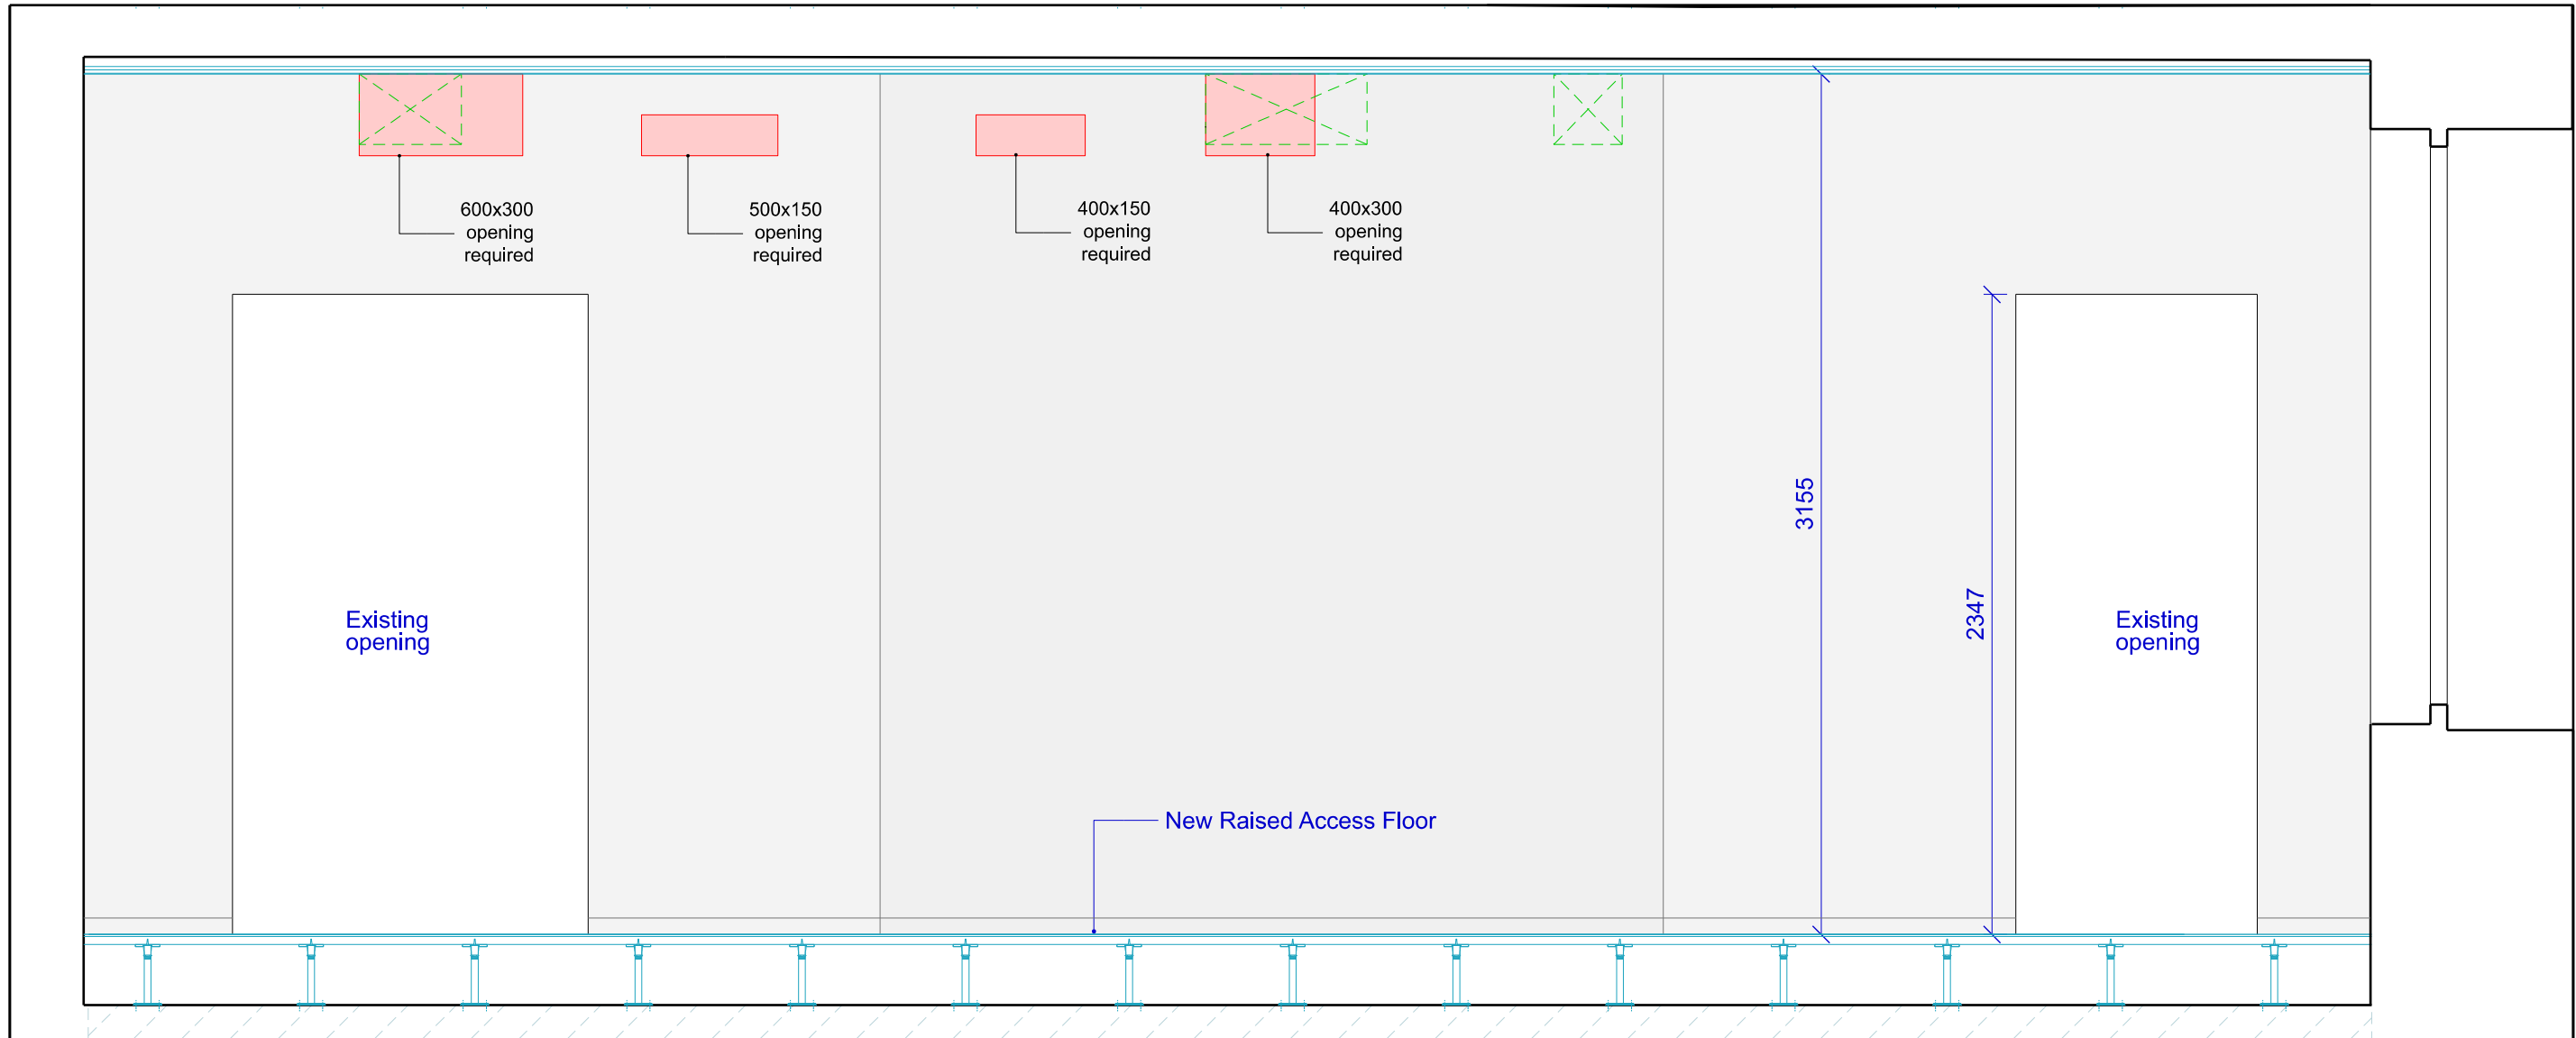 600x300
opening
required
500x150
opening
required
400x150
opening
required
400x300
opening
required
3155
2347
Existing
opening
Existing
opening
New Raised Access Floor